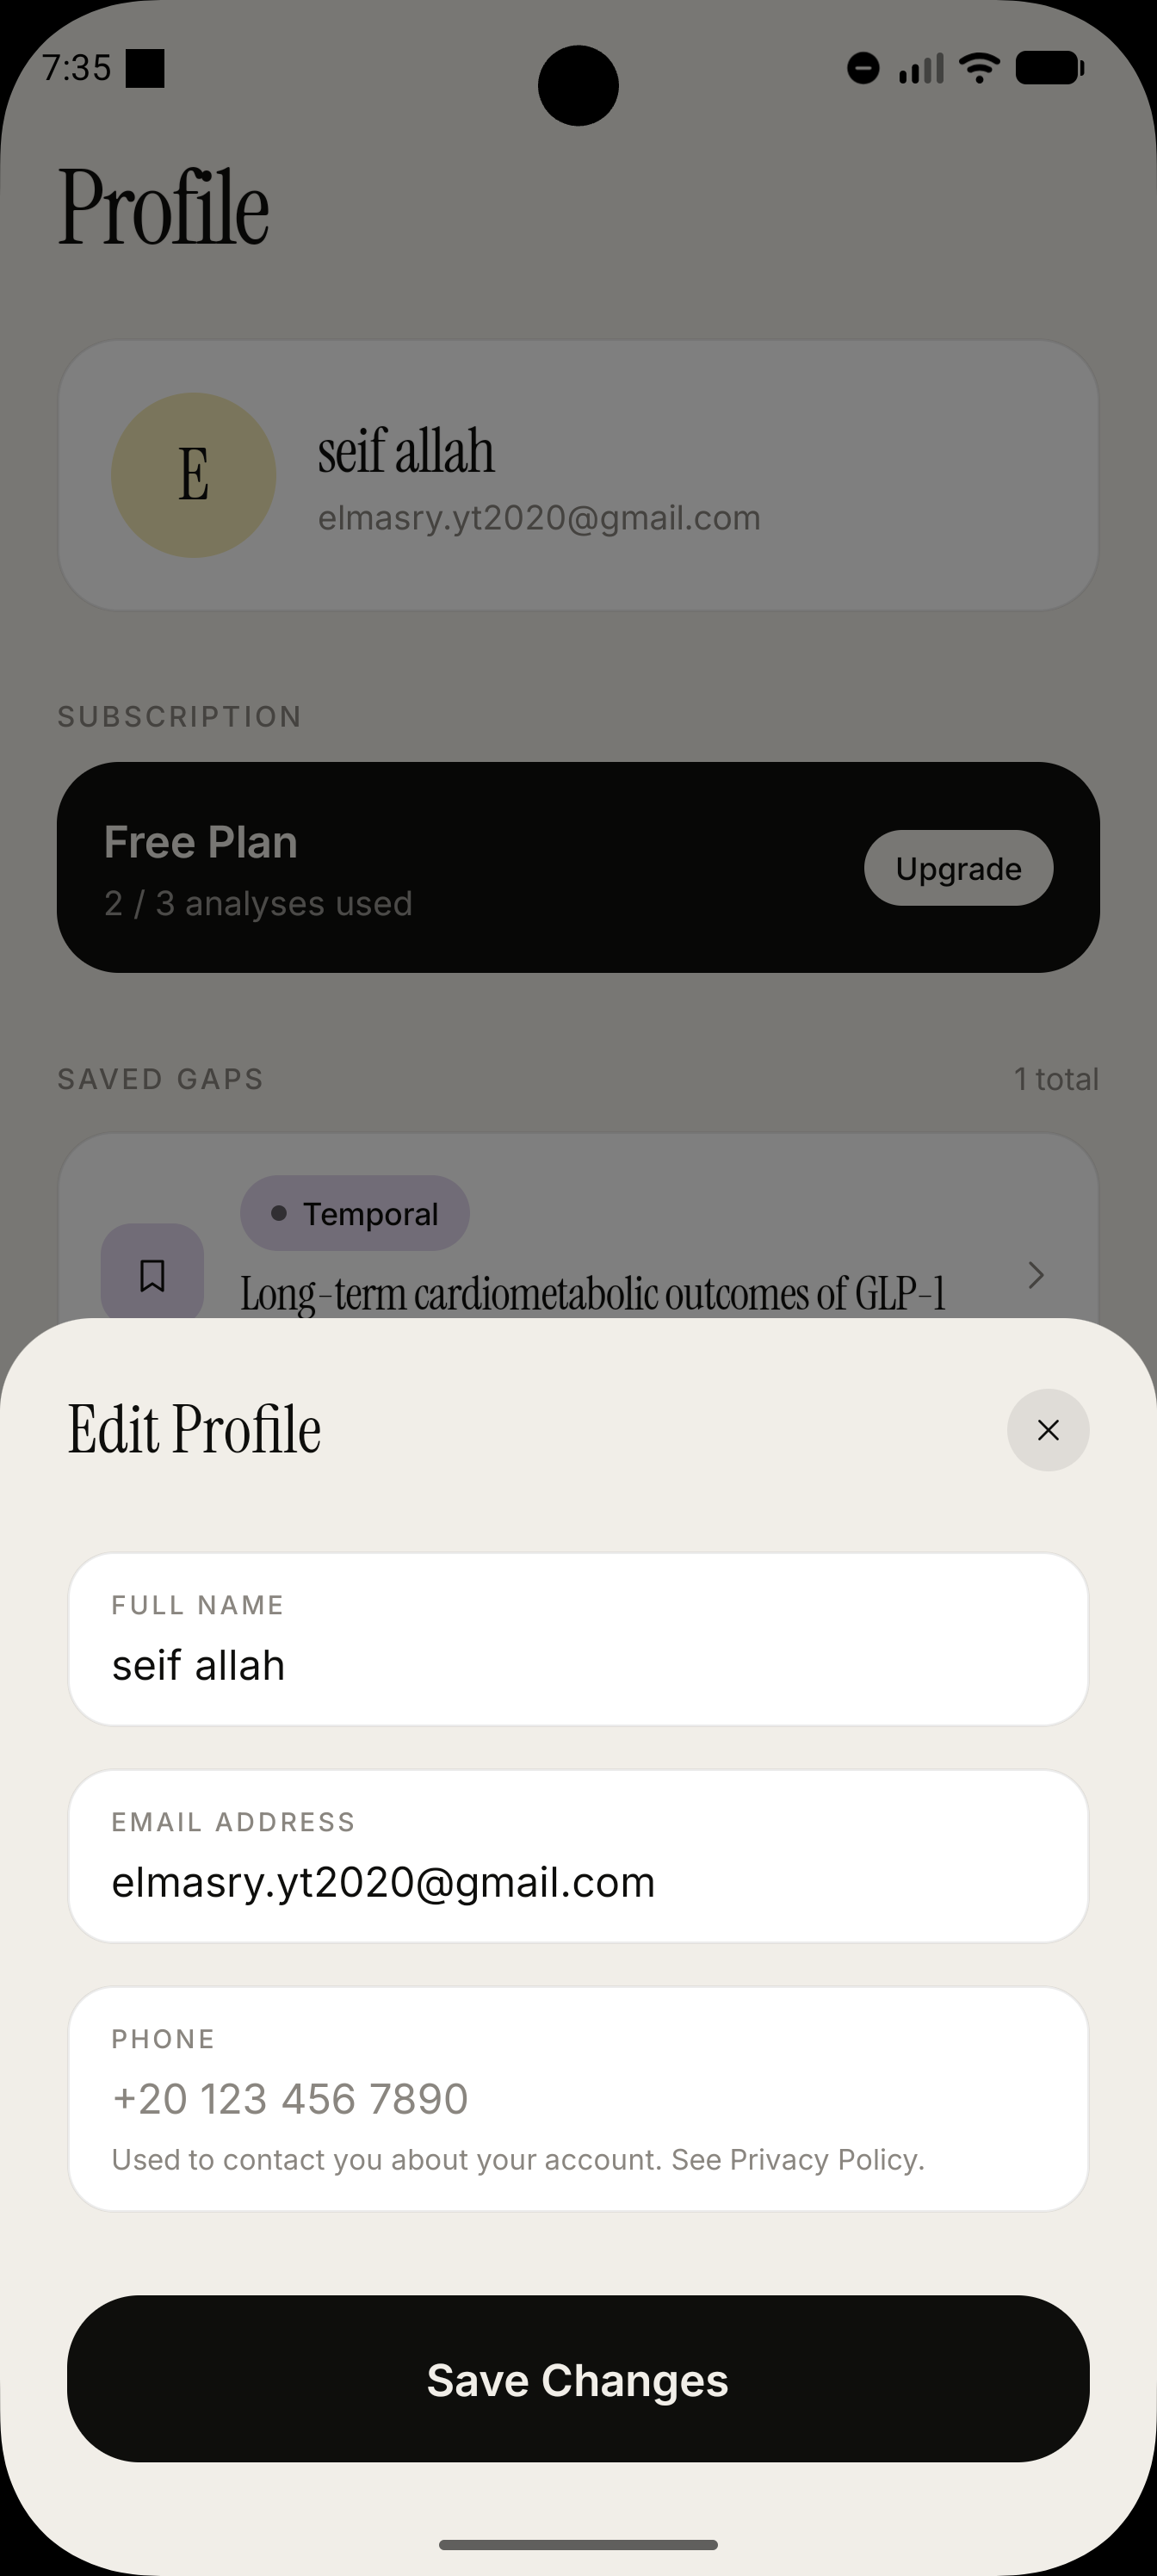 7:35
Profile
E
seif allah
elmasry.yt2020@gmail.com
SUBSCRIPTION
Free Plan
2 / 3 analyses used
Upgrade
SAVED GAPS
1 total
Temporal
Long-term cardiometabolic outcomes of GLP-1
Edit Profile
FULL NAME
seif allah
EMAIL ADDRESS
elmasry.yt2020@gmail.com
PHONE
+20 123 456 7890
Used to contact you about your account. See Privacy Policy.
Save Changes